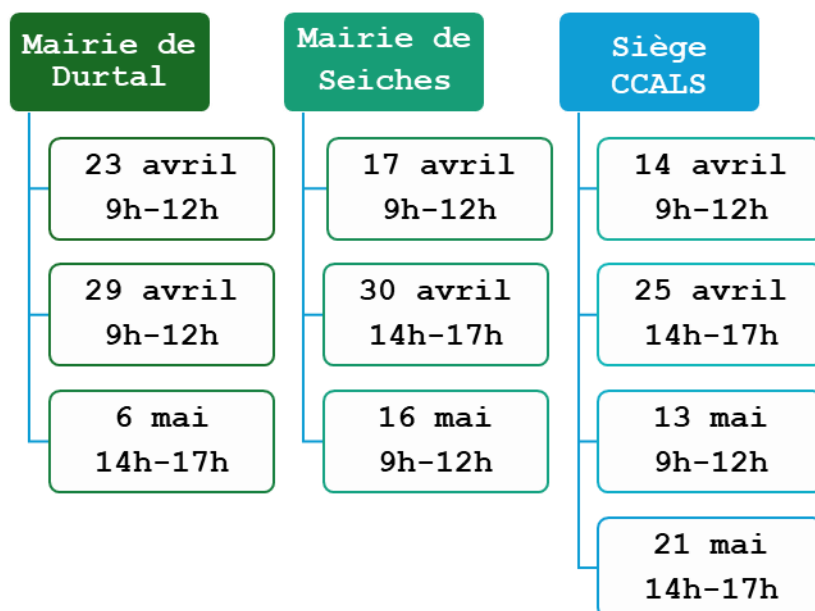 Mairie de
Durtal
23 avril
9h-12h
29 avril
9h-12h
6 mai
14h-17h
Mairie de
Seiches
17 avril
9h-12h
30 avril
14h-17h
16 mai
9h-12h
Siège
CCALS
14 avril
9h-12h
25 avril
14h-17h
13 mai
9h-12h
21 mai
14h-17h